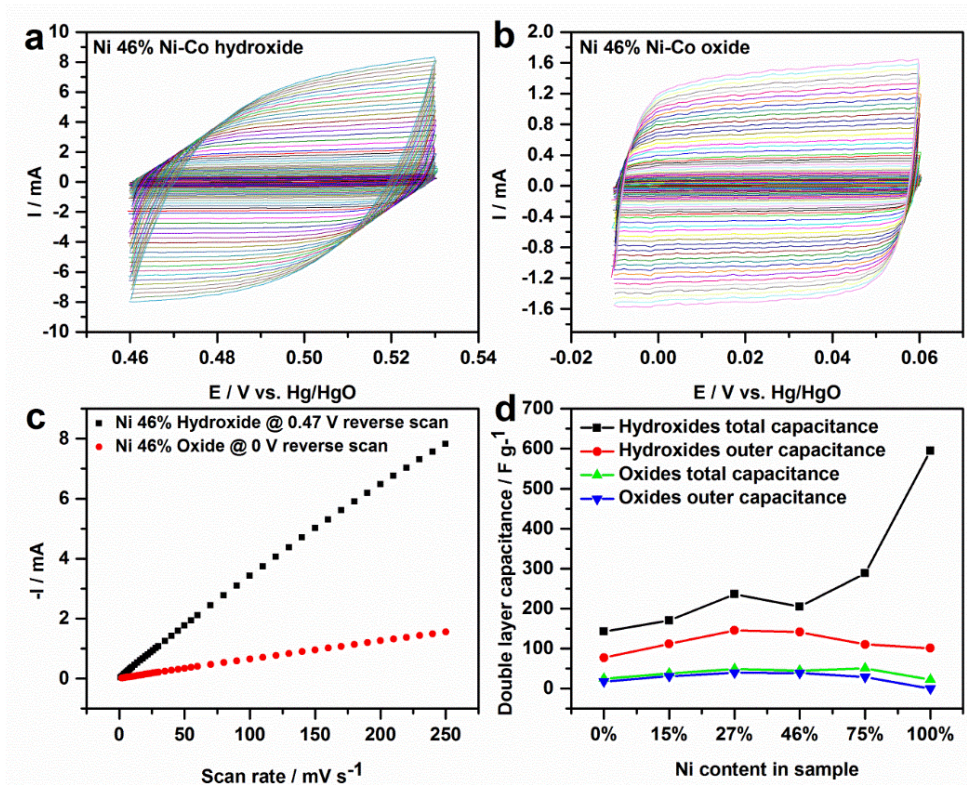 a
Ni 46% Ni-Co hydroxide
I / mA
10
8
6
4
2
0
-2
-4
-6
-8
-10
0.46
0.48
0.50
0.52
0.54
E / V vs. Hg/HgO
b
Ni 46% Ni-Co oxide
I / mA
2.0
1.6
1.2
0.8
0.4
0.0
-0.4
-0.8
-1.2
-1.6
-2.0
-0.02
0.00
0.02
0.04
0.06
E / V vs. Hg/HgO
c
Ni 46% Hydroxide @ 0.47 V reverse scan
Ni 46% Oxide @ 0 V reverse scan
-I / mA
8
6
4
2
0
0
50
100
150
200
250
Scan rate / mV s⁻¹
d
Hydroxides total capacitance
Hydroxides outer capacitance
Oxides total capacitance
Oxides outer capacitance
Double layer capacitance / F g⁻¹
700
600
500
400
300
200
100
0
0%
15%
27%
46%
75%
100%
Ni content in sample